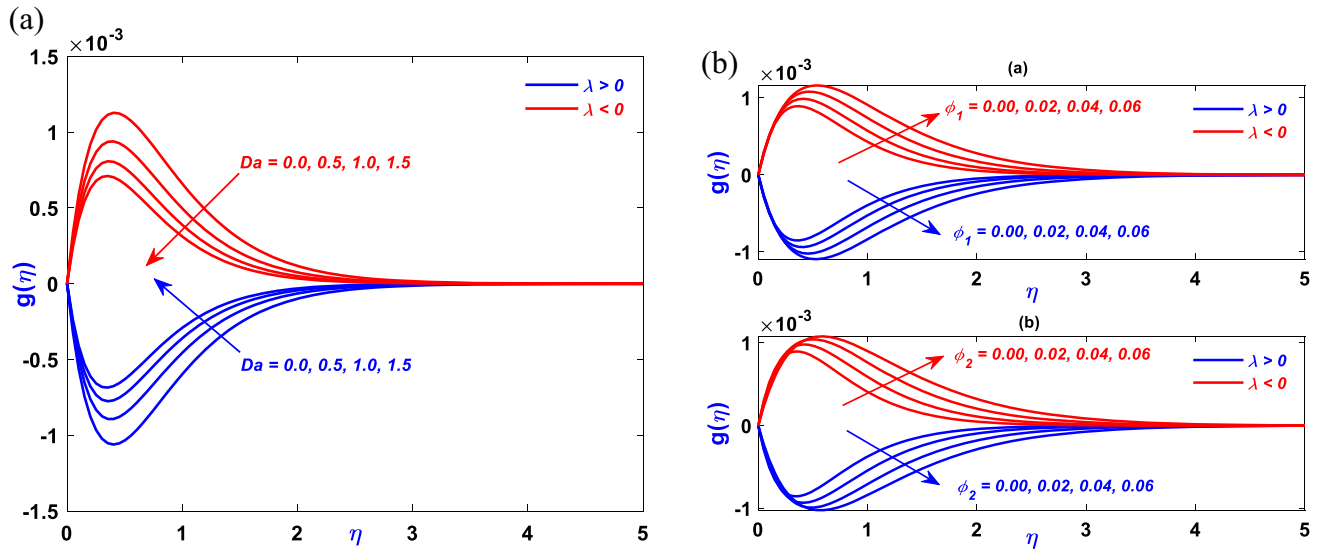 (a)
×10⁻³
1.5
1
0.5
0
-0.5
-1
-1.5
g(η)
λ > 0
λ < 0
Da = 0.0, 0.5, 1.0, 1.5
Da = 0.0, 0.5, 1.0, 1.5
0 1 2 3 4 5
η
(b)
(a)
×10⁻³
1
0
-1
g(η)
ϕ₁ = 0.00, 0.02, 0.04, 0.06
λ > 0
λ < 0
ϕ₁ = 0.00, 0.02, 0.04, 0.06
0 1 2 3 4 5
η
(b)
×10⁻³
1
0
-1
g(η)
ϕ₂ = 0.00, 0.02, 0.04, 0.06
λ > 0
λ < 0
ϕ₂ = 0.00, 0.02, 0.04, 0.06
0 1 2 3 4 5
η